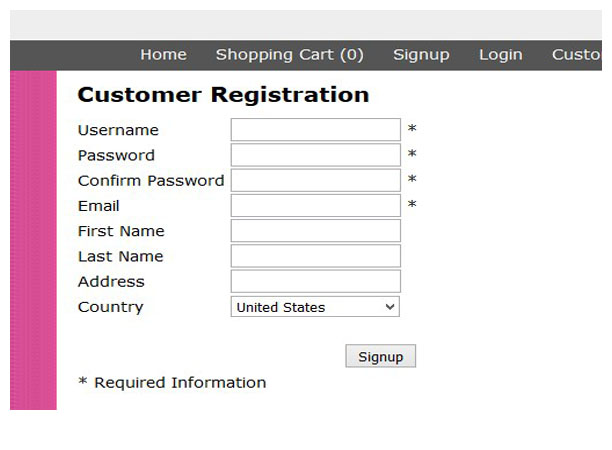 Home Shopping Cart (0) Signup Login
Customer Registration
Username *
Password *
Confirm Password *
Email *
First Name
Last Name
Address
Country United States
Signup
* Required Information